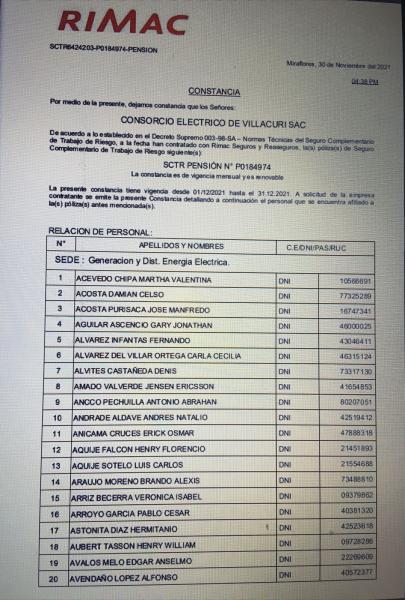 RIMAC
SCTR6424203-P0184974-PENSION
Miraflores, 30 de Noviembre del 2021
04:38 PM
CONSTANCIA
Por medio de la presente, dejamos constancia que los Señores:
CONSORCIO ELECTRICO DE VILLACURI SAC
De acuerdo a lo establecido en el Decreto Supremo 003-98-SA – Normas Técnicas del Seguro Complementario
de Trabajo de Riesgo, a la fecha han contratado con Rimac Seguros y Reaseguros, la(s) póliza(s) de Seguro
Complementario de Trabajo de Riesgo siguiente(s):
SCTR PENSIÓN N° P0184974
La constancia es de vigencia mensual y es renovable
La presente constancia tiene vigencia desde 01/12/2021 hasta el 31.12.2021. A solicitud de la empresa
contratante se emite la presente Constancia detallando a continuación el personal que se encuentra afiliado a
la(s) póliza(s) antes mencionada(s).
RELACION DE PERSONAL:
N° APELLIDOS Y NOMBRES C.E/DNI/PAS/RUC
SEDE : Generacion y Dist. Energia Electrica.
1 ACEVEDO CHIPA MARTHA VALENTINA DNI 10566691
2 ACOSTA DAMIAN CELSO DNI 77325289
3 ACOSTA PURISACA JOSE MANFREDO DNI 16747341
4 AGUILAR ASCENCIO GARY JONATHAN DNI 46000025
5 ALVAREZ INFANTAS FERNANDO DNI 43046411
6 ALVAREZ DEL VILLAR ORTEGA CARLA CECILIA DNI 46315124
7 ALVITES CASTAÑEDA DENIS DNI 73317130
8 AMADO VALVERDE JENSEN ERICSSON DNI 41654853
9 ANCCO PECHUILLA ANTONIO ABRAHAN DNI 80207051
10 ANDRADE ALDAVE ANDRES NATALIO DNI 42519412
11 ANICAMA CRUCES ERICK OSMAR DNI 47888318
12 AQUIJE FALCON HENRY FLORENCIO DNI 21451893
13 AQUIJE SOTELO LUIS CARLOS DNI 21554688
14 ARAUJO MORENO BRANDO ALEXIS DNI 73488810
15 ARRIZ BECERRA VERONICA ISABEL DNI 09379862
16 ARROYO GARCIA PABLO CESAR DNI 40381320
17 ASTONITA DIAZ HERMITANIO DNI 42523618
18 AUBERT TASSON HENRY WILLIAM DNI 09728286
19 AVALOS MELO EDGAR ANSELMO DNI 22269609
20 AVENDAÑO LOPEZ ALFONSO DNI 40572377